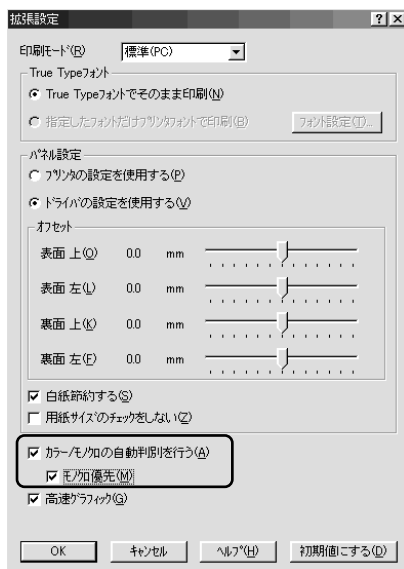 拡張設定
印刷モード(R) 標準(PC)
True Typeフォント
True Typeフォントでそのまま印刷(N)
指定したフォントだけプリンタフォントで印刷(B) フォント設定(T)...
パネル設定
プリンタの設定を使用する(P)
ドライバの設定を使用する(V)
オフセット
表面 上(O) 0.0 mm
表面 左(L) 0.0 mm
裏面 上(K) 0.0 mm
裏面 左(F) 0.0 mm
白紙節約する(S)
用紙サイズのチェックをしない(Z)
カラー/モノクロの自動判別を行う(A)
モノクロ優先(M)
高速グラフィック(G)
OK キャンセル ヘルプ(H) 初期値にする(D)